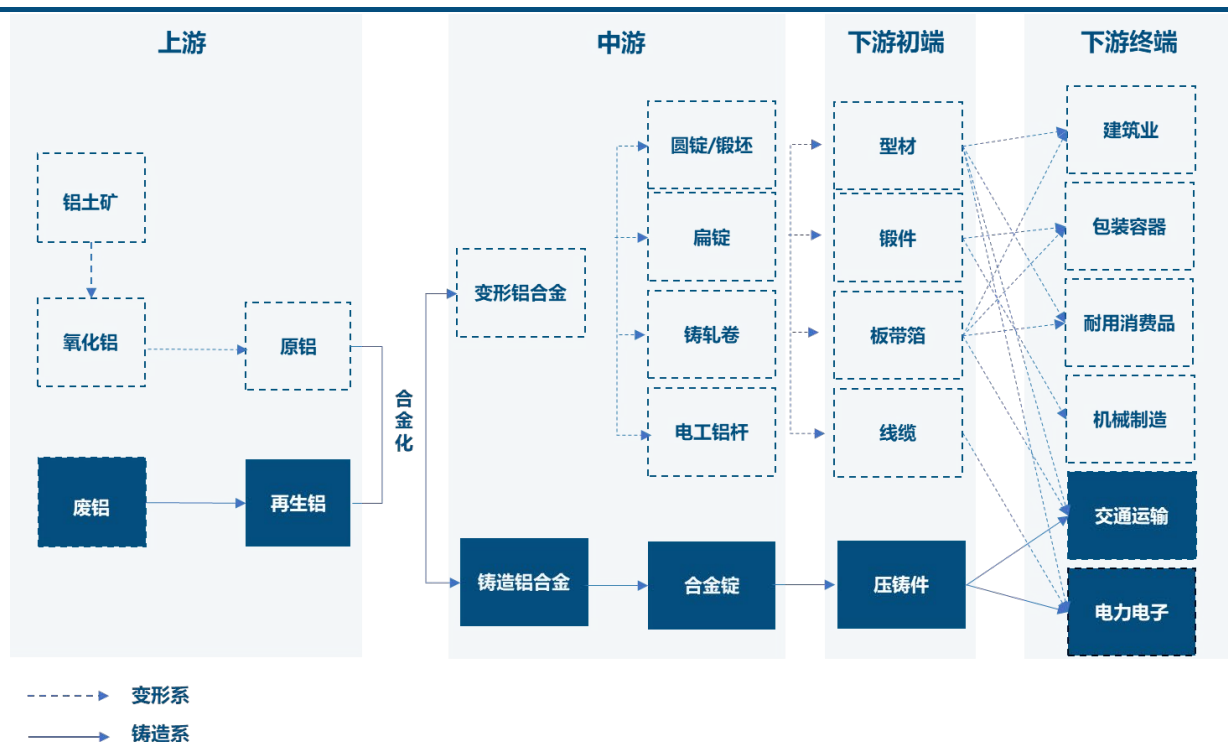 上游
中游
下游初端
下游终端
铝土矿
氧化铝
原铝
废铝
再生铝
合金化
变形铝合金
铸造铝合金
圆锭/锻坯
扁锭
铸轧卷
电工铝杆
合金锭
型材
锻件
板带箔
线缆
压铸件
建筑业
包装容器
耐用消费品
机械制造
交通运输
电力电子
变形系
铸造系